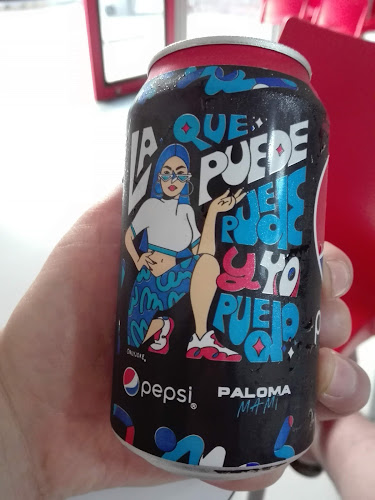 LA
QUE
PUEDE
PUEDE
Y YO
PUEDO
pepsi
PALOMA
MAMI